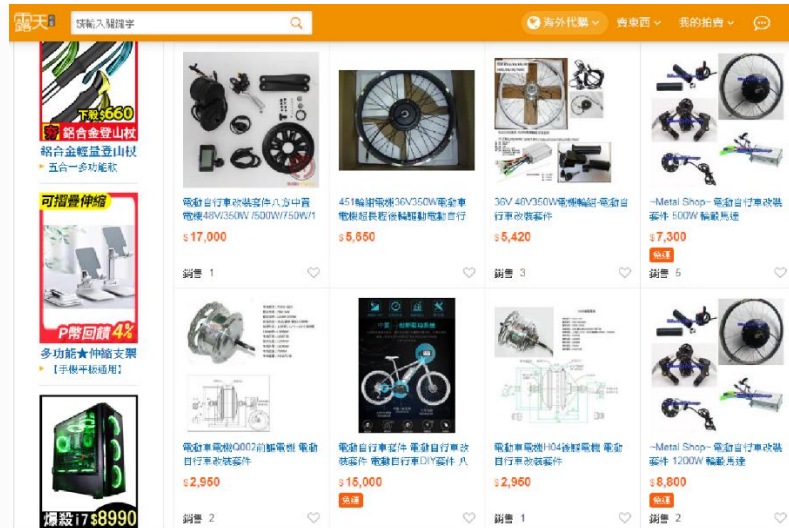 露天
請輸入關鍵字
海外代購
賣東西
我的拍賣
下殺$660
夯 鋁合金登山杖
鋁合金輕量登山杖
五合一多功能款
可摺疊伸縮
P幣回饋4%
多功能★伸縮支架
【手機平板通用】
爆殺i7$8990
電動自行車改裝套件八方中置
電機48V/350W /500W/750W/1
$17,000
銷售 1
451輪組電機36V350W電動車
電機超長程後輪驅動電動自行
$5,650
36V 48V350W電機輪組-電動自
行車改裝套件
$5,420
銷售 3
~Metal Shop~ 電動自行車改裝
套件 500W 輪轂馬達
$7,300
免運
銷售 5
電動車電機Q002前驅電機 電動
自行車改裝套件
$2,950
銷售 2
電動自行車套件 電動自行車改
裝套件 電動自行車DIY套件 八
$15,000
免運
電動車電機H04後驅電機 電動
自行車改裝套件
$2,950
銷售 1
~Metal Shop~ 電動自行車改裝
套件 1200W 輪轂馬達
$8,800
免運
銷售 2